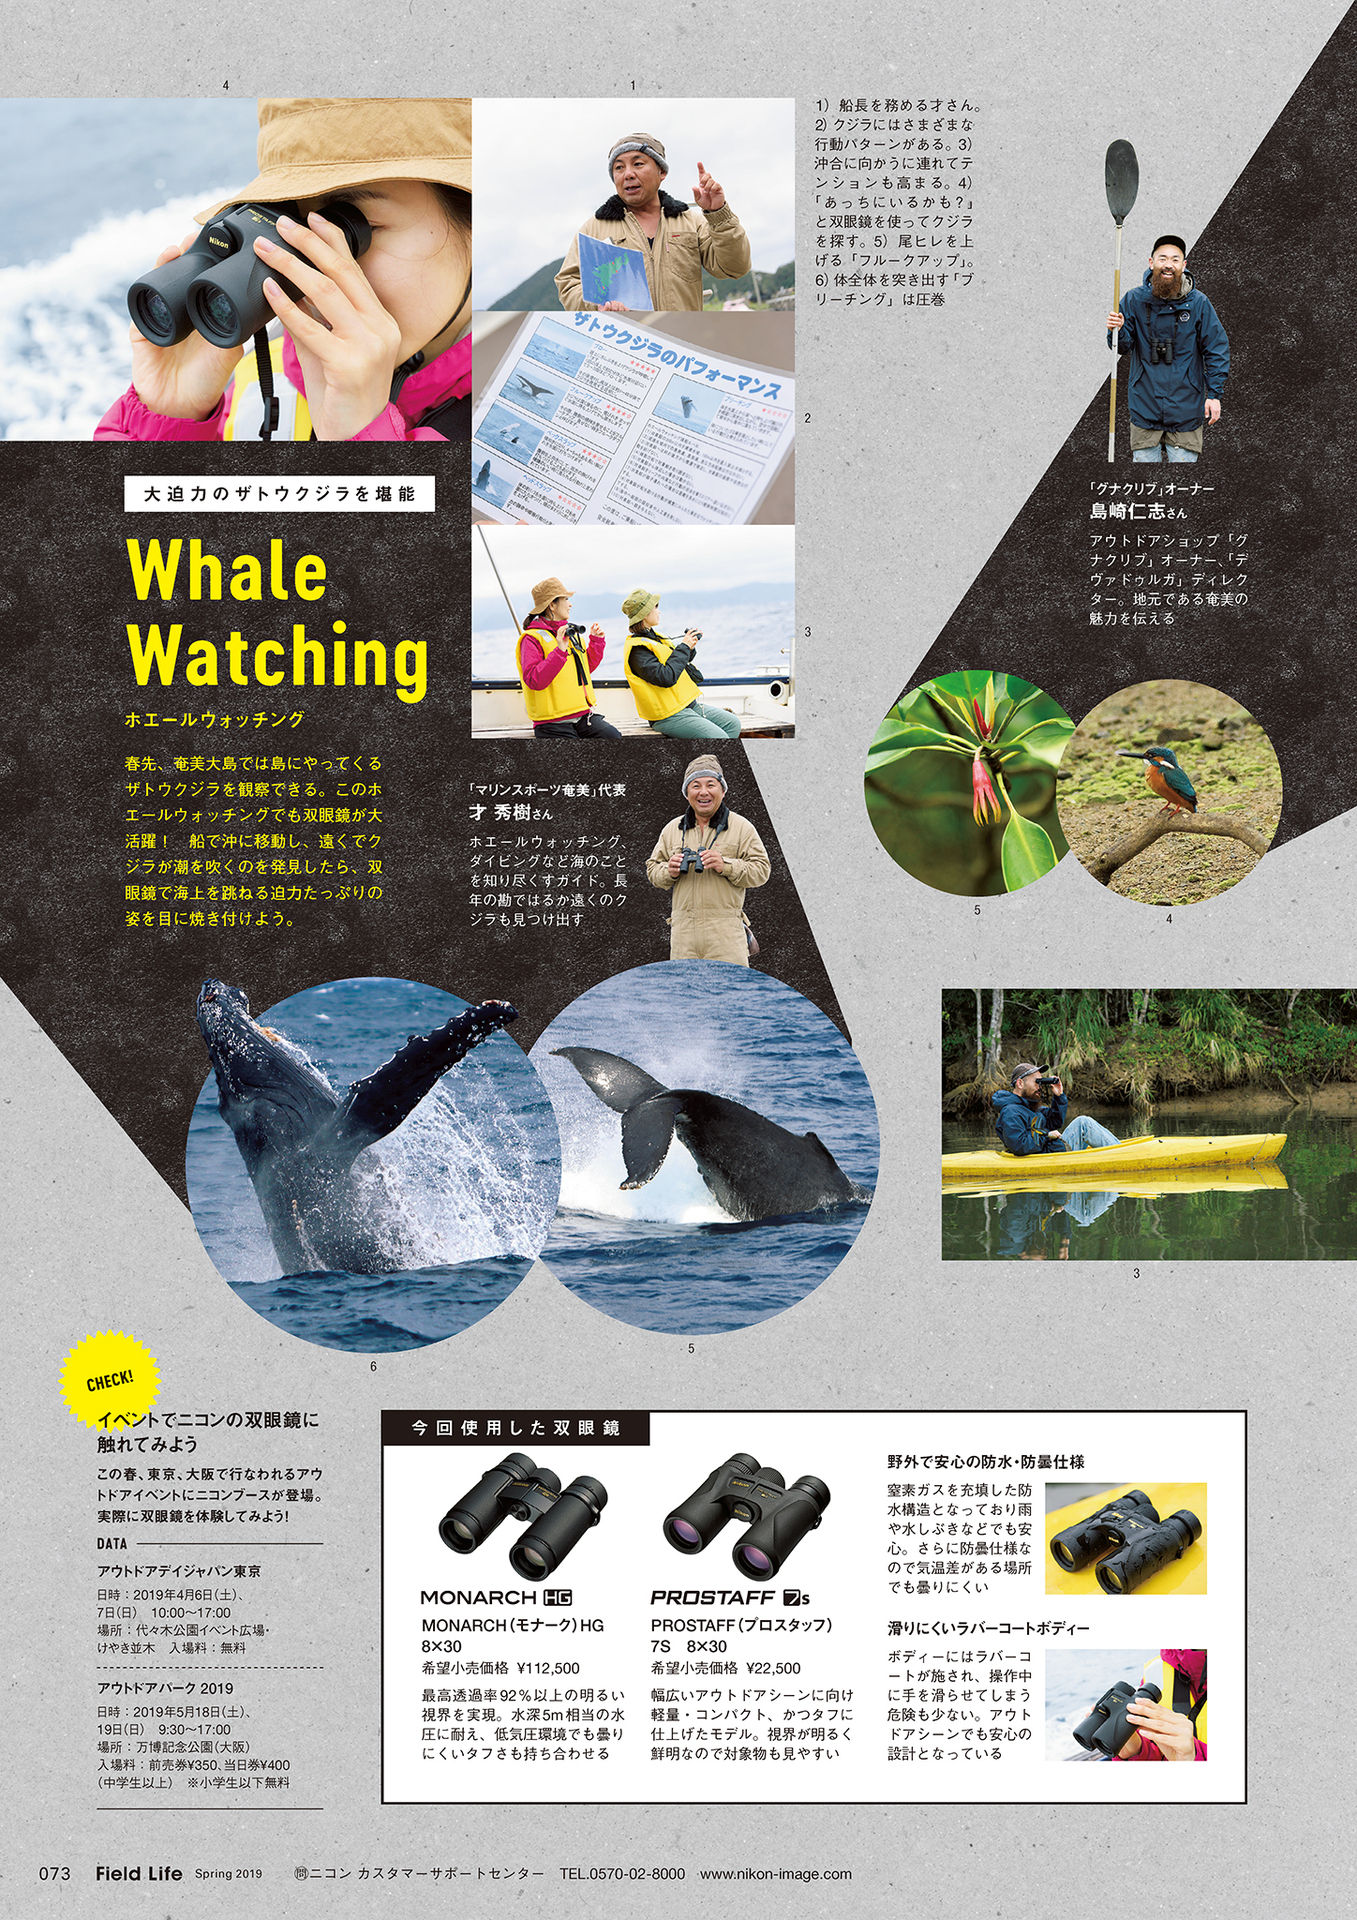 4
1
1）船長を務める才さん。
2）クジラにはさまざまな
行動パターンがある。3）
沖合に向かうに連れてテ
ンションも高まる。4）
「あっちにいるかも？」
と双眼鏡を使ってクジラ
を探す。5）尾ヒレを上
げる「フルークアップ」。
6）体全体を突き出す「ブ
リーチング」は圧巻
Nikon
ザトウクジラのパフォーマンス
2
3
大迫力のザトウクジラを堪能
Whale
Watching
ホエールウォッチング
春先、奄美大島では島にやってくる
ザトウクジラを観察できる。このホ
エールウォッチングでも双眼鏡が大
活躍！　船で沖に移動し、遠くでク
ジラが潮を吹くのを発見したら、双
眼鏡で海上を跳ねる迫力たっぷりの
姿を目に焼き付けよう。
「マリンスポーツ奄美」代表
才 秀樹さん
ホエールウォッチング、
ダイビングなど海のこと
を知り尽くすガイド。長
年の勘ではるか遠くのク
ジラも見つけ出す
「グナクリブ」オーナー
島崎仁志さん
アウトドアショップ「グ
ナクリブ」オーナー、「デ
ヴァドゥルガ」ディレク
ター。地元である奄美の
魅力を伝える
5
4
3
6
5
CHECK!
イベントでニコンの双眼鏡に
触れてみよう
この春、東京、大阪で行なわれるアウ
トドアイベントにニコンブースが登場。
実際に双眼鏡を体験してみよう！
DATA
アウトドアデイジャパン東京
日時：2019年4月6日（土）、
7日（日）　10:00〜17:00
場所：代々木公園イベント広場・
けやき並木　入場料：無料
アウトドアパーク 2019
日時：2019年5月18日（土）、
19日（日）　9:30〜17:00
場所：万博記念公園（大阪）
入場料：前売券¥350、当日券¥400
（中学生以上）　※小学生以下無料
今回使用した双眼鏡
MONARCH HG
MONARCH（モナーク）HG
8×30
希望小売価格　¥112,500
最高透過率92％以上の明るい
視界を実現。水深5m相当の水
圧に耐え、低気圧環境でも曇り
にくいタフさも持ち合わせる
PROSTAFF 7s
PROSTAFF（プロスタッフ）
7S　8×30
希望小売価格　¥22,500
幅広いアウトドアシーンに向け
軽量・コンパクト、かつタフに
仕上げたモデル。視界が明るく
鮮明なので対象物も見やすい
野外で安心の防水・防曇仕様
窒素ガスを充填した防
水構造となっており雨
や水しぶきなどでも安
心。さらに防曇仕様な
ので気温差がある場所
でも曇りにくい
滑りにくいラバーコートボディー
ボディーにはラバーコ
ートが施され、操作中
に手を滑らせてしまう
危険も少ない。アウト
ドアシーンでも安心の
設計となっている
073　Field Life　Spring 2019　㉄ニコン カスタマーサポートセンター　TEL.0570-02-8000　www.nikon-image.com